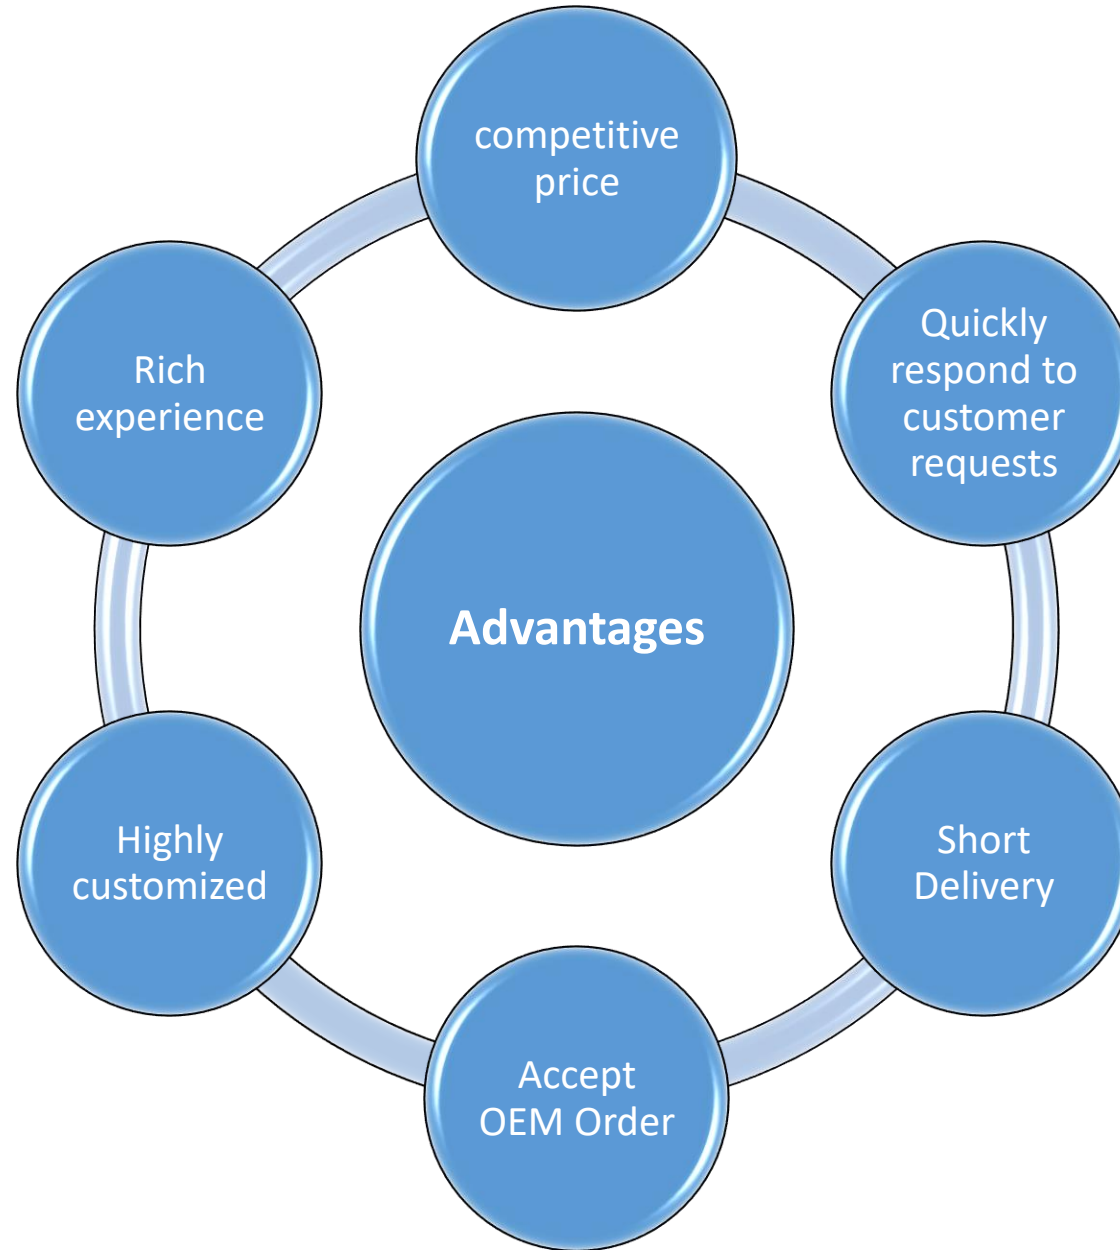 competitive
price
Quickly
respond to
customer
requests
Rich
experience
Advantages
Highly
customized
Short
Delivery
Accept
OEM Order